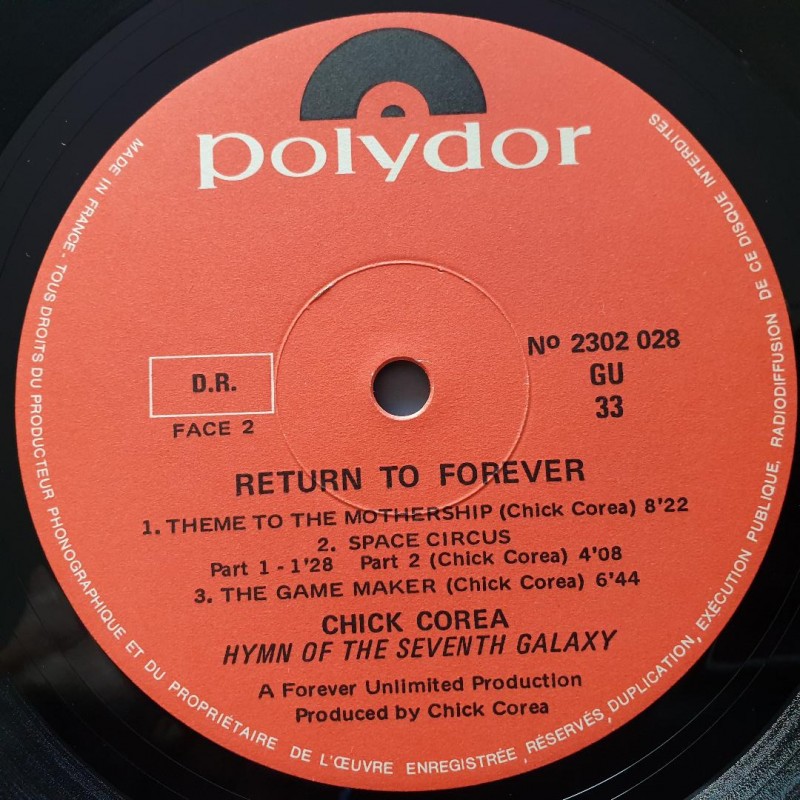 polydor
MADE IN FRANCE - TOUS DROITS DU PRODUCTEUR PHONOGRAPHIQUE ET DU PROPRIÉTAIRE DE L'ŒUVRE ENREGISTRÉE, RÉSERVÉS, DUPLICATION, EXÉCUTION PUBLIQUE, RADIODIFFUSION DE CE DISQUE INTERDITES
Nº 2302 028
GU
33
D.R.
FACE 2
RETURN TO FOREVER
1. THEME TO THE MOTHERSHIP (Chick Corea) 8'22
2. SPACE CIRCUS
Part 1 - 1'28 Part 2 (Chick Corea) 4'08
3. THE GAME MAKER (Chick Corea) 6'44
CHICK COREA
HYMN OF THE SEVENTH GALAXY
A Forever Unlimited Production
Produced by Chick Corea